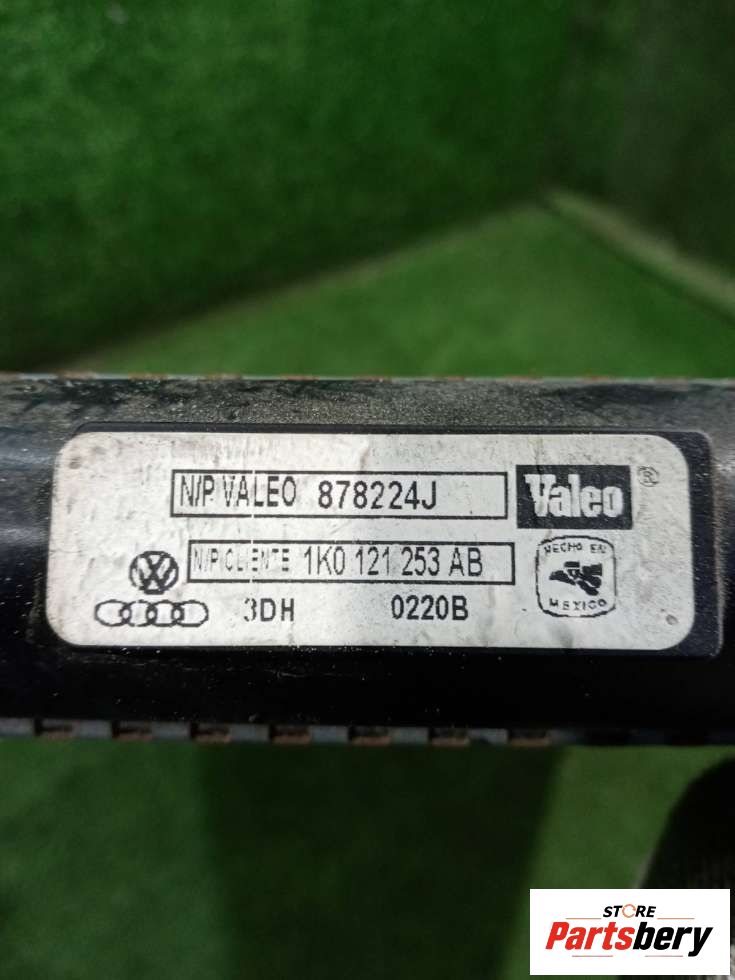 N/P. VALEO 878224J
Valeo ®
N/P CLIENTE 1K0 121 253 AB
HECHO EN
MEXICO
3DH 0220B
STORE
Partsbery